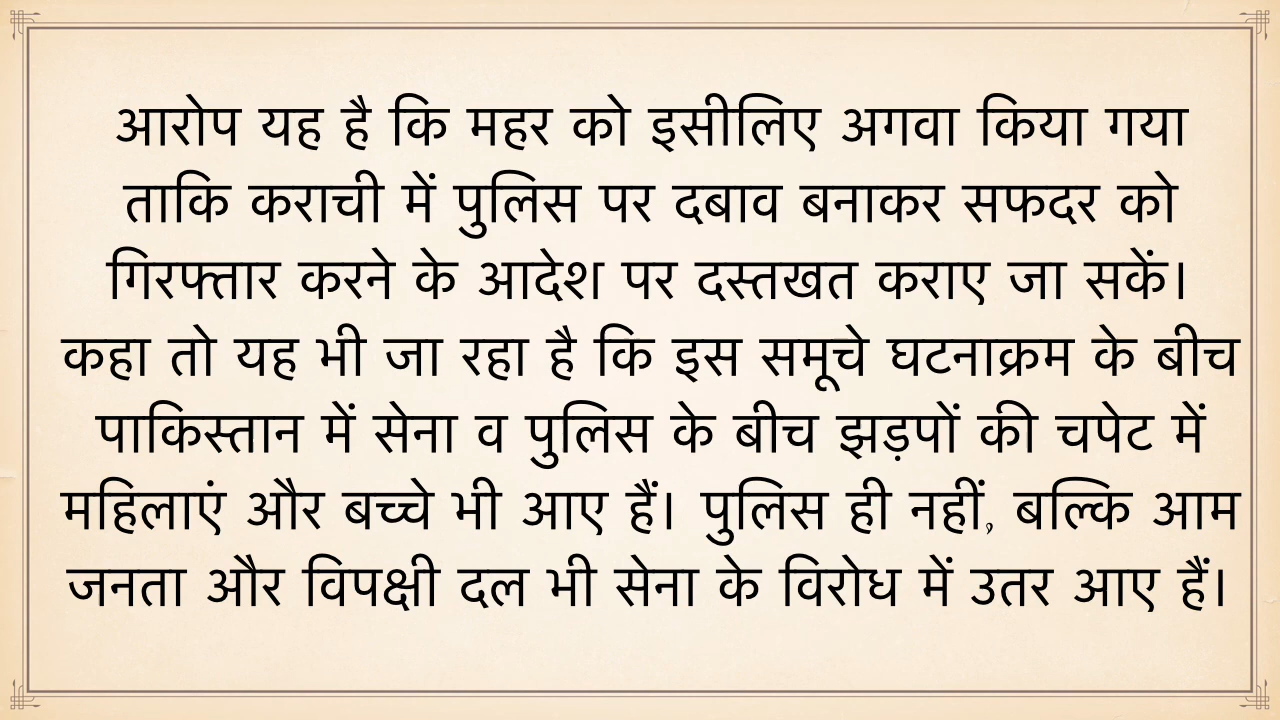 आरोप यह है कि महर को इसीलिए अगवा किया गया
ताकि कराची में पुलिस पर दबाव बनाकर सफदर को
गिरफ्तार करने के आदेश पर दस्तखत कराए जा सकें।
कहा तो यह भी जा रहा है कि इस समूचे घटनाक्रम के बीच
पाकिस्तान में सेना व पुलिस के बीच झड़पों की चपेट में
महिलाएं और बच्चे भी आए हैं। पुलिस ही नहीं, बल्कि आम
जनता और विपक्षी दल भी सेना के विरोध में उतर आए हैं।